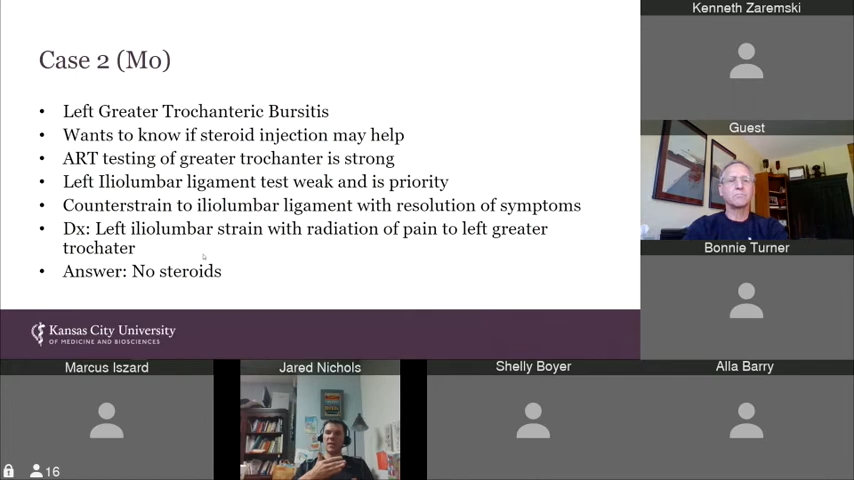 Case 2 (Mo)
• Left Greater Trochanteric Bursitis
• Wants to know if steroid injection may help
• ART testing of greater trochanter is strong
• Left Iliolumbar ligament test weak and is priority
• Counterstrain to iliolumbar ligament with resolution of symptoms
• Dx: Left iliolumbar strain with radiation of pain to left greater
trochater
• Answer: No steroids
Kansas City University
OF MEDICINE AND BIOSCIENCES
Kenneth Zaremski
Guest
Bonnie Turner
Marcus Iszard
Jared Nichols
Shelly Boyer
Alla Barry
16